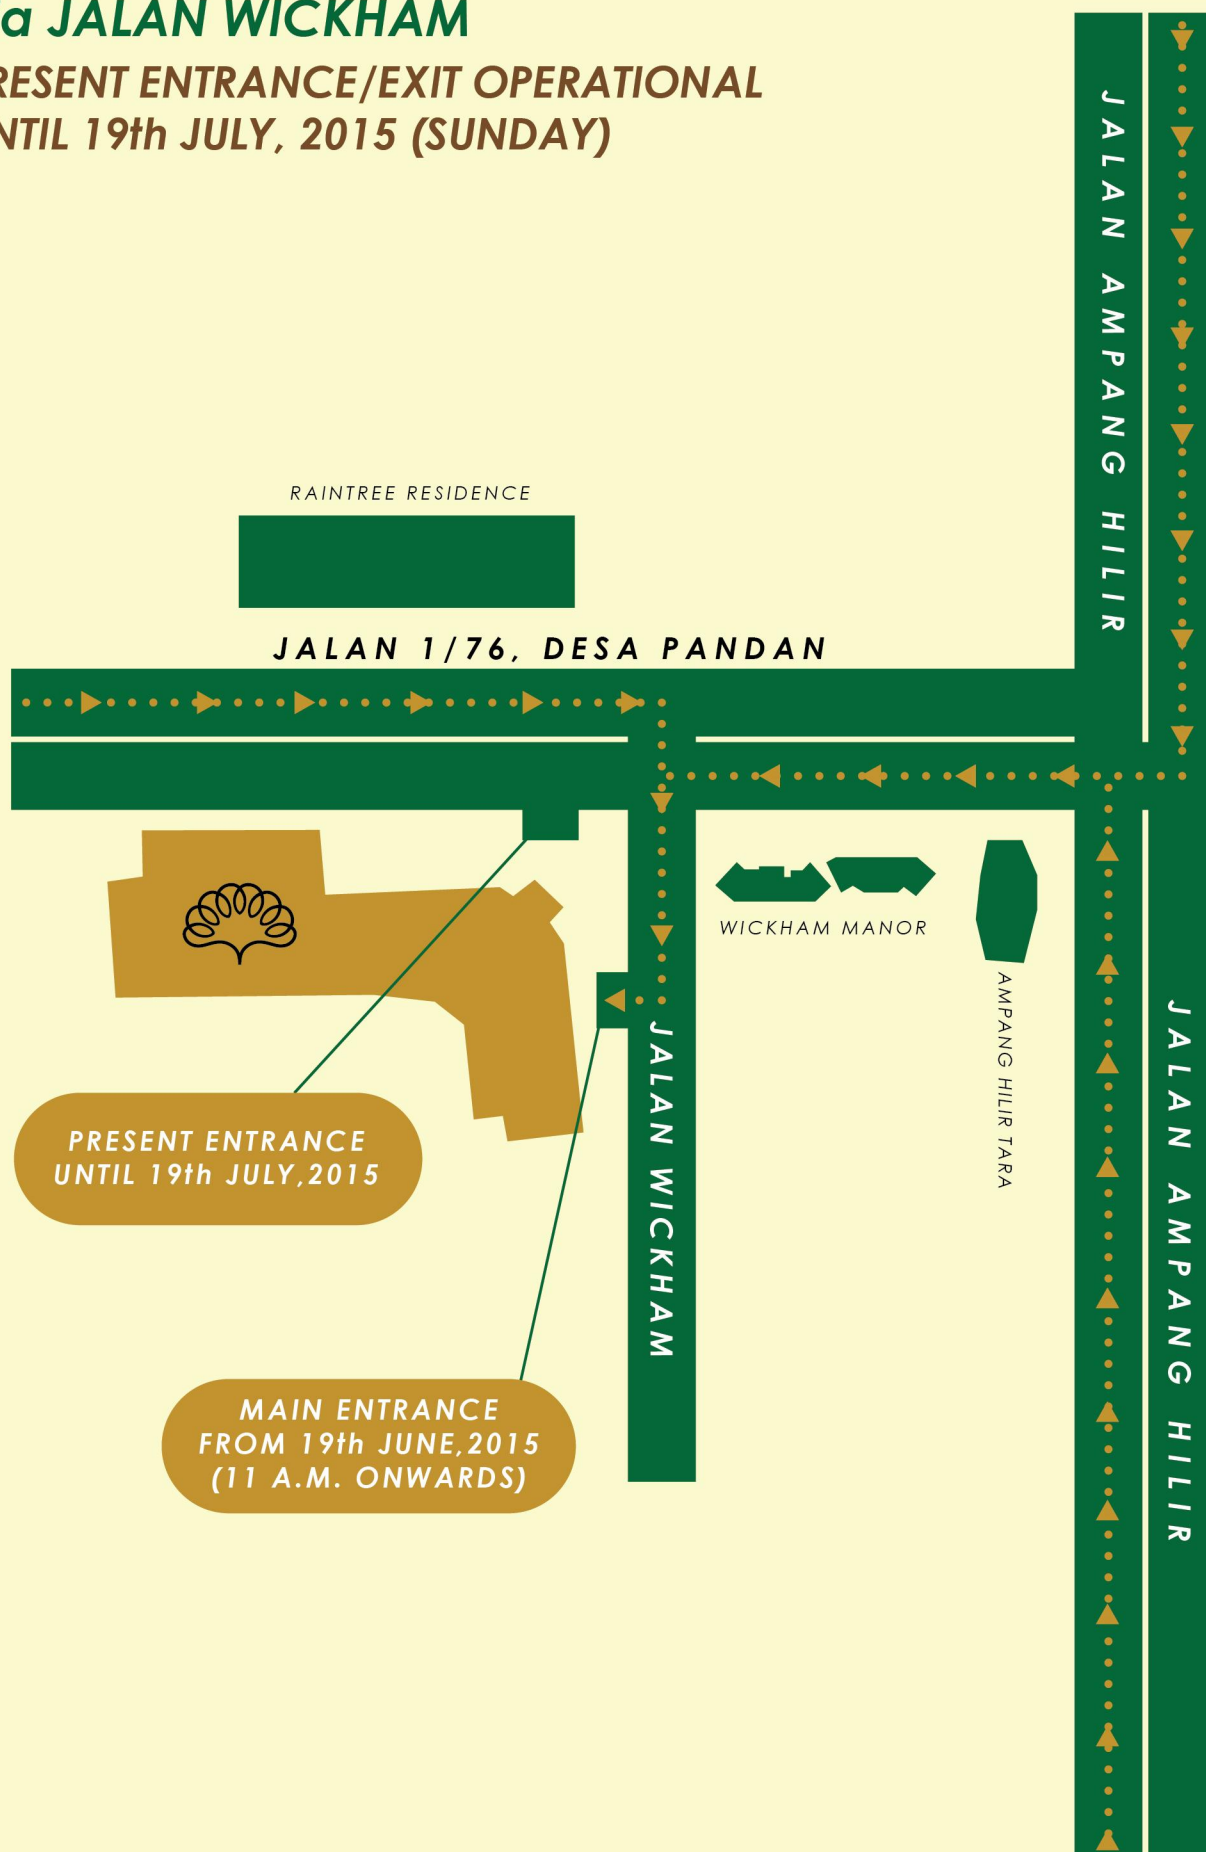 a JALAN WICKHAM
RESENT ENTRANCE/EXIT OPERATIONAL
NTIL 19th JULY, 2015 (SUNDAY)
JALAN AMPANG HILIR
RAINTREE RESIDENCE
JALAN 1/76, DESA PANDAN
WICKHAM MANOR
AMPANG HILIR TARA
JALAN WICKHAM
JALAN AMPANG HILIR
PRESENT ENTRANCE
UNTIL 19th JULY,2015
MAIN ENTRANCE
FROM 19th JUNE,2015
(11 A.M. ONWARDS)